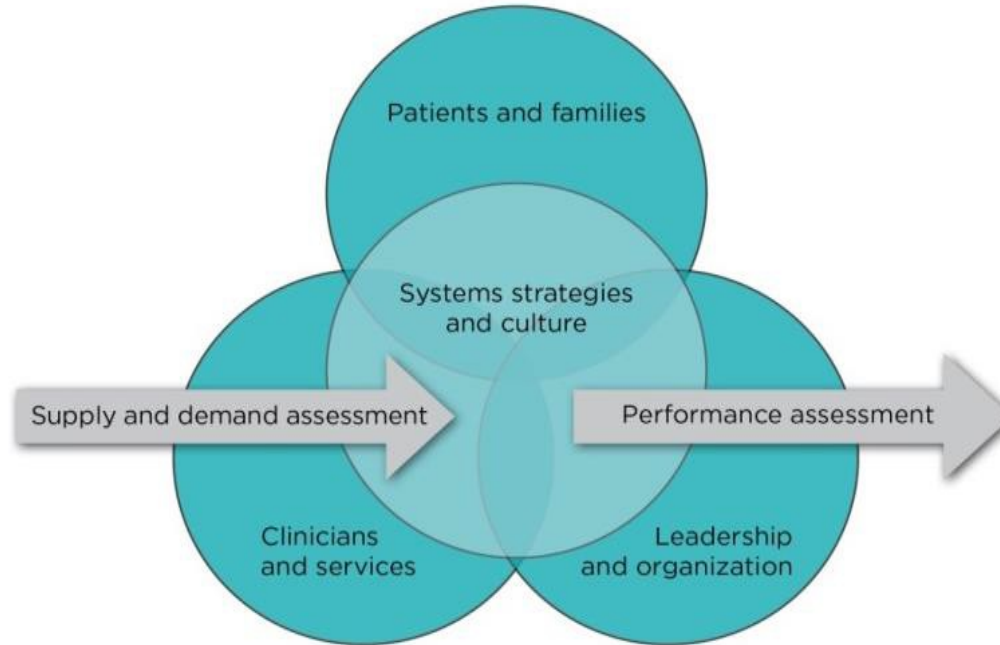 Patients and families
Systems strategies
and culture
Supply and demand assessment
Performance assessment
Clinicians
and services
Leadership
and organization